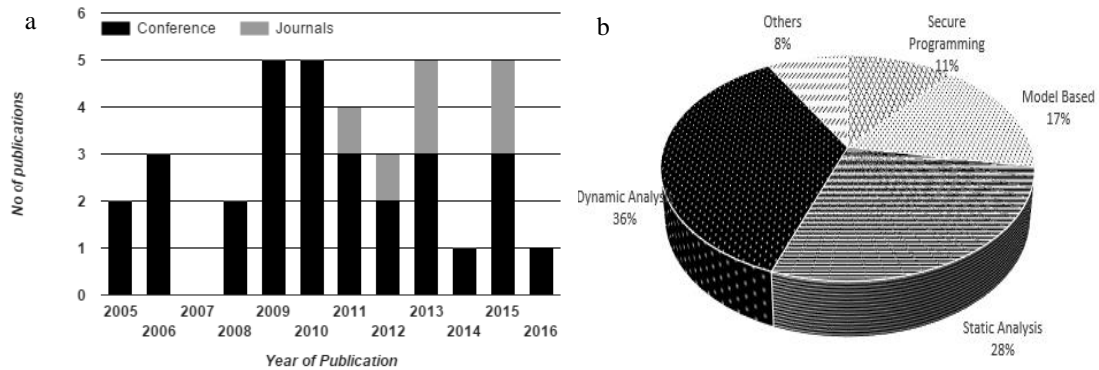 a
Conference Journals
6
5
4
3
2
1
0
No of publications
2005 2007 2009 2011 2013 2015
2006 2008 2010 2012 2014 2016
Year of Publication
b
Others
8%
Secure
Programming
11%
Model Based
17%
Dynamic Analys
36%
Static Analysis
28%